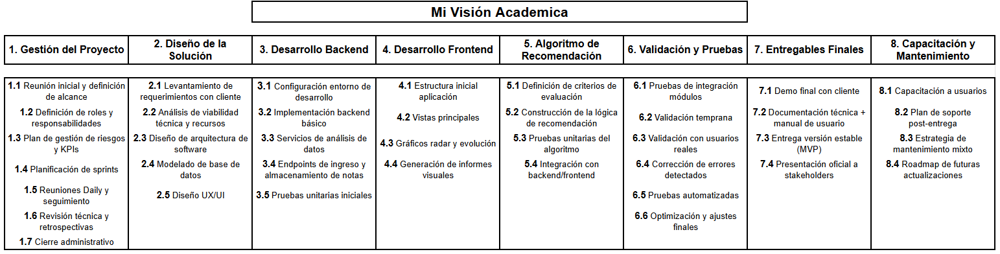 Mi Visión Academica
1. Gestión del Proyecto
2. Diseño de la
Solución
3. Desarrollo Backend
4. Desarrollo Frontend
5. Algoritmo de
Recomendación
6. Validación y Pruebas
7. Entregables Finales
8. Capacitación y
Mantenimiento
1.1 Reunión inicial y definición
de alcance
1.2 Definición de roles y
responsabilidades
1.3 Plan de gestión de riesgos
y KPIs
1.4 Planificación de sprints
1.5 Reuniones Daily y
seguimiento
1.6 Revisión técnica y
retrospectivas
1.7 Cierre administrativo
2.1 Levantamiento de
requerimientos con cliente
2.2 Análisis de viabilidad
técnica y recursos
2.3 Diseño de arquitectura de
software
2.4 Modelado de base de
datos
2.5 Diseño UX/UI
3.1 Configuración entorno de
desarrollo
3.2 Implementación backend
básico
3.3 Servicios de análisis de
datos
3.4 Endpoints de ingreso y
almacenamiento de notas
3.5 Pruebas unitarias iniciales
4.1 Estructura inicial
aplicación
4.2 Vistas principales
4.3 Gráficos radar y evolución
4.4 Generación de informes
visuales
5.1 Definición de criterios de
evaluación
5.2 Construcción de la lógica
de recomendación
5.3 Pruebas unitarias del
algoritmo
5.4 Integración con
backend/frontend
6.1 Pruebas de integración
módulos
6.2 Validación temprana
6.3 Validación con usuarios
reales
6.4 Corrección de errores
detectados
6.5 Pruebas automatizadas
6.6 Optimización y ajustes
finales
7.1 Demo final con cliente
7.2 Documentación técnica +
manual de usuario
7.3 Entrega versión estable
(MVP)
7.4 Presentación oficial a
stakeholders
8.1 Capacitación a usuarios
8.2 Plan de soporte
post-entrega
8.3 Estrategia de
mantenimiento mixto
8.4 Roadmap de futuras
actualizaciones